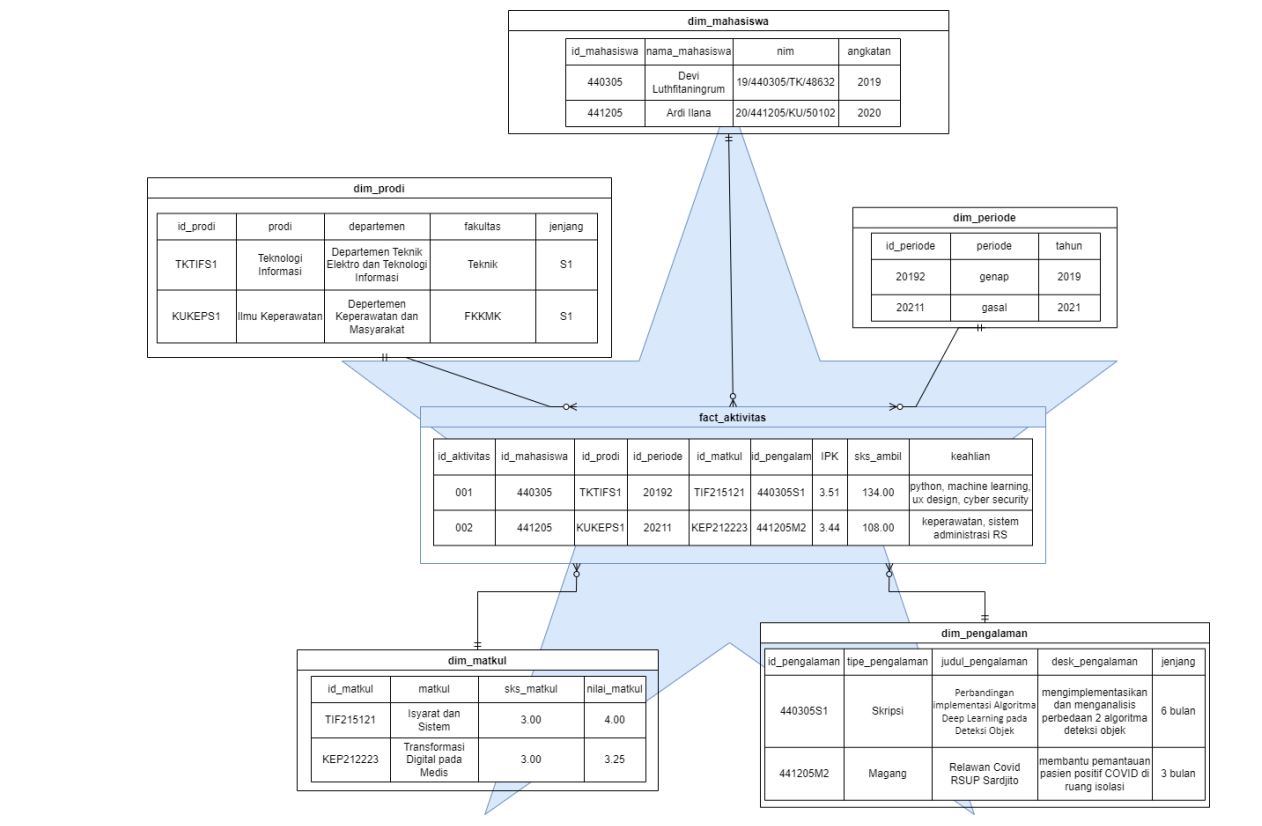 dim_mahasiswa
id_mahasiswa nama_mahasiswa nim angkatan
440305 Devi Luthfitaningrum 19/440305/TK/48632 2019
441205 Ardi Ilana 20/441205/KU/50102 2020
dim_prodi
id_prodi prodi departemen fakultas jenjang
TKTIFS1 Teknologi Informasi Departemen Teknik Elektro dan Teknologi Informasi Teknik S1
KUKEPS1 Ilmu Keperawatan Depertemen Keperawatan dan Masyarakat FKKMK S1
dim_periode
id_periode periode tahun
20192 genap 2019
20211 gasal 2021
fact_aktivitas
id_aktivitas id_mahasiswa id_prodi id_periode id_matkul id_pengalam IPK sks_ambil keahlian
001 440305 TKTIFS1 20192 TIF215121 440305S1 3.51 134.00 python, machine learning, ux design, cyber security
002 441205 KUKEPS1 20211 KEP212223 441205M2 3.44 108.00 keperawatan, sistem administrasi RS
dim_matkul
id_matkul matkul sks_matkul nilai_matkul
TIF215121 Isyarat dan Sistem 3.00 4.00
KEP212223 Transformasi Digital pada Medis 3.00 3.25
dim_pengalaman
id_pengalaman tipe_pengalaman judul_pengalaman desk_pengalaman jenjang
440305S1 Skripsi Perbandingan implementasi Algoritma Deep Learning pada Deteksi Objek mengimplementasikan dan menganalisis perbedaan 2 algoritma deteksi objek 6 bulan
441205M2 Magang Relawan Covid RSUP Sardjito membantu pemantauan pasien positif COVID di ruang isolasi 3 bulan